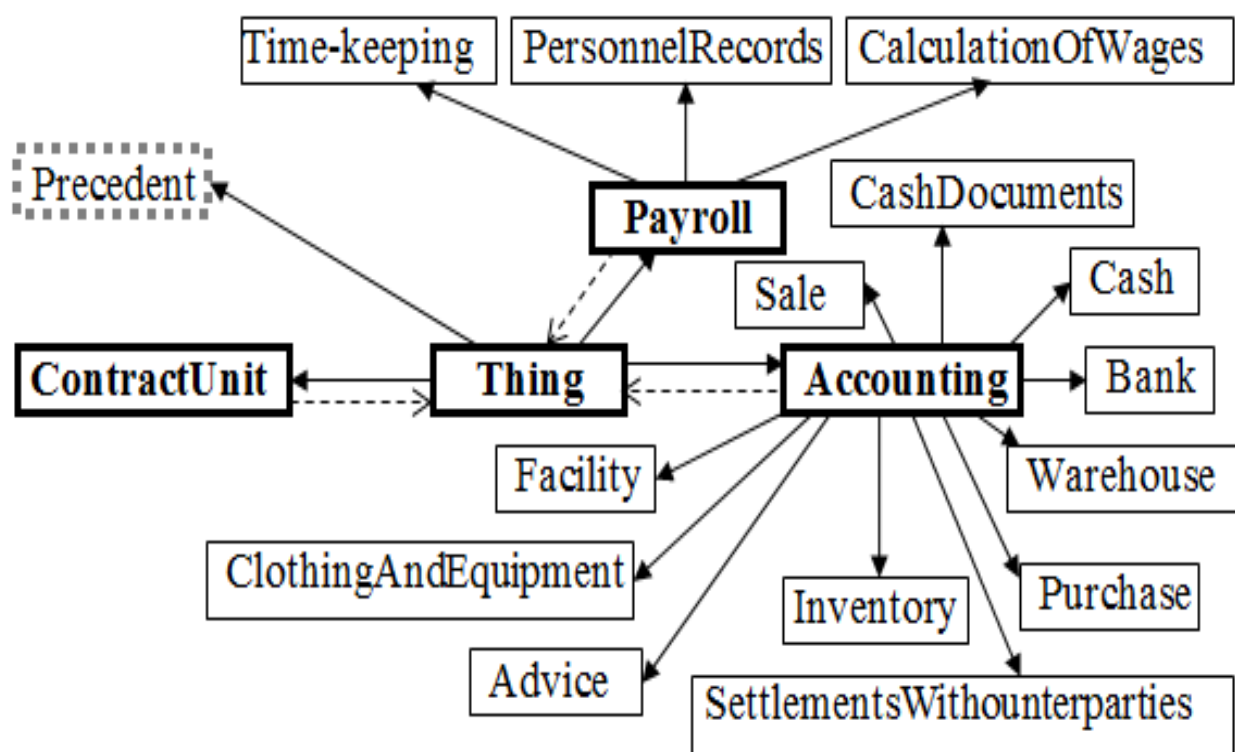 Time-keeping
PersonnelRecords
CalculationOfWages
Precedent
Payroll
CashDocuments
Sale
Cash
ContractUnit
Thing
Accounting
Bank
Facility
Warehouse
ClothingAndEquipment
Inventory
Purchase
Advice
SettlementsWithounterparties